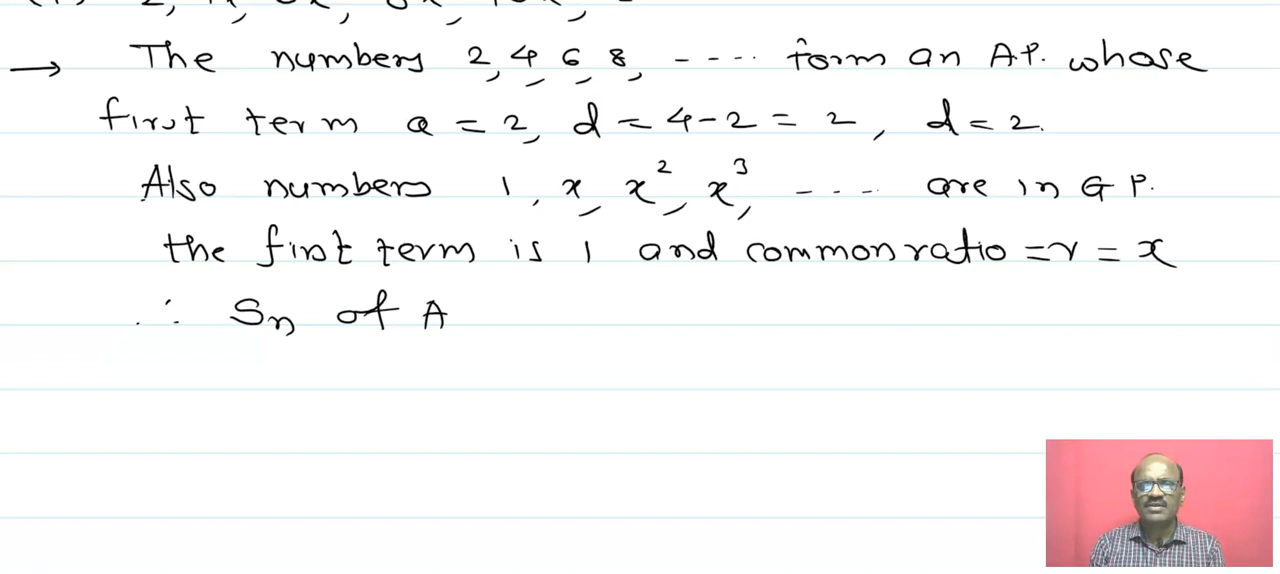 → The numbers 2, 4, 6, 8, ---- form an A.P. whose
first term a = 2, d = 4-2 = 2, d = 2.
Also numbers 1, x, x², x³, ---- are in G P.
the first term is 1 and common ratio = r = x
∴ Sn of A